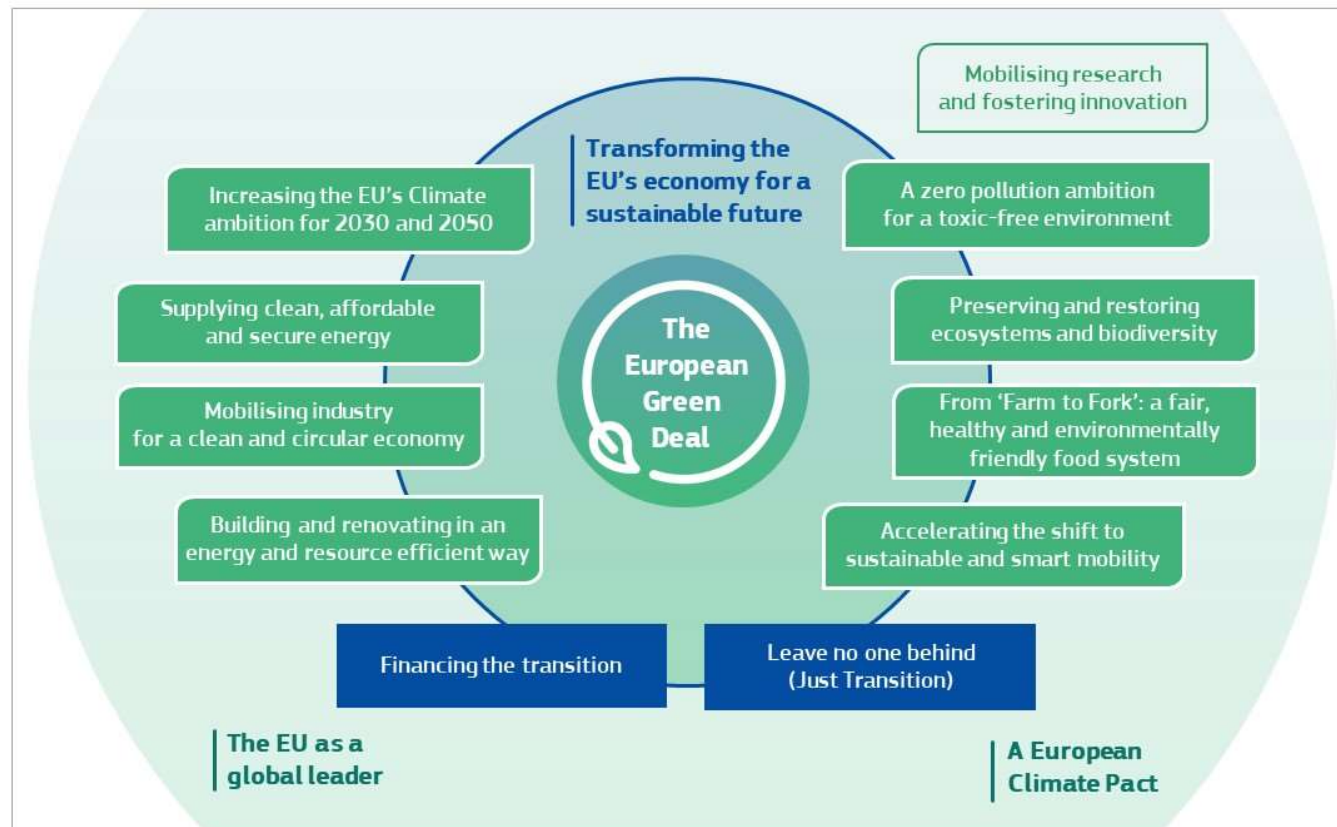 Mobilising research
and fostering innovation
Transforming the
EU's economy for a
sustainable future
Increasing the EU's Climate
ambition for 2030 and 2050
Supplying clean, affordable
and secure energy
Mobilising industry
for a clean and circular economy
Building and renovating in an
energy and resource efficient way
The
European
Green
Deal
A zero pollution ambition
for a toxic-free environment
Preserving and restoring
ecosystems and biodiversity
From ‘Farm to Fork’: a fair,
healthy and environmentally
friendly food system
Accelerating the shift to
sustainable and smart mobility
Financing the transition
Leave no one behind
(Just Transition)
The EU as a
global leader
A European
Climate Pact